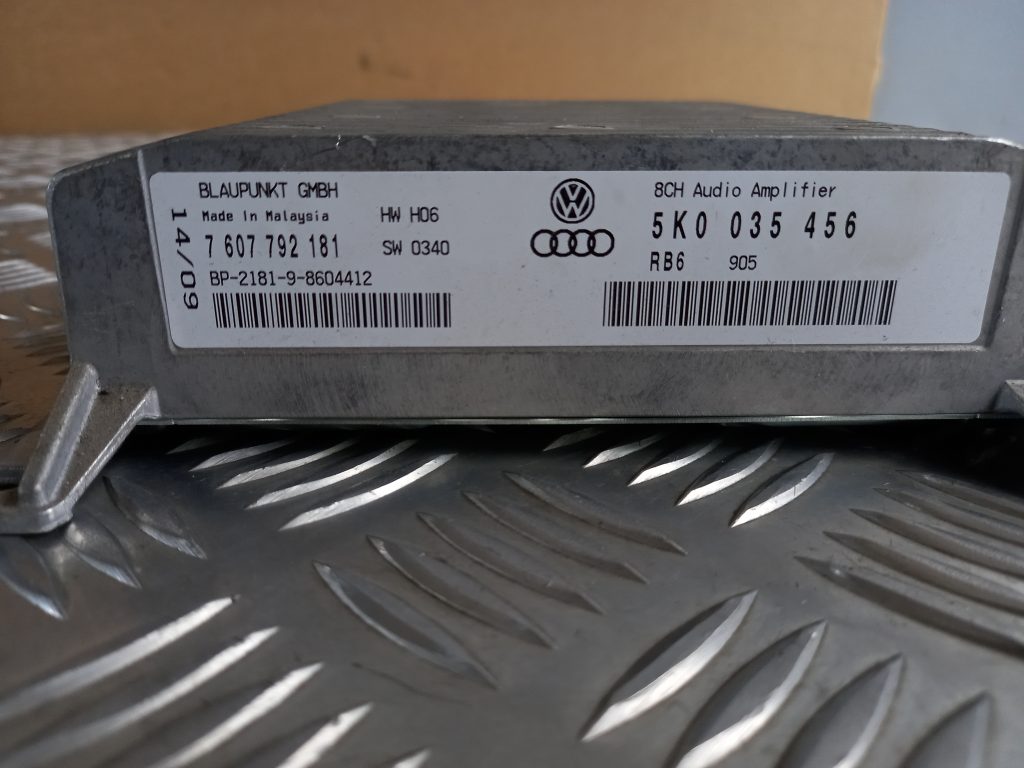 BLAUPUNKT GMBH
Made in Malaysia HW H06
7 607 792 181 SW 0340
BP-2181-9-8604412
14/09
8CH Audio Amplifier
5K0 035 456
RB6 905